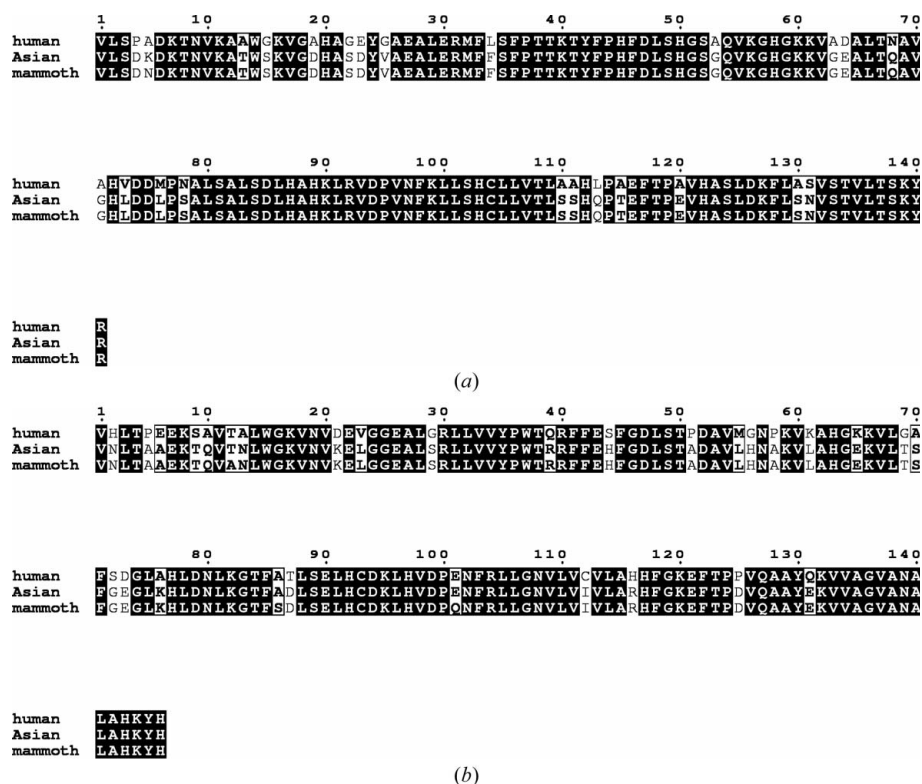 1 10 20 30 40 50 60 70
human VLSPADKTNVKAAWGKVGAHAGEYGAEALERMFLSFPTTKTYFPHFDLSHGSAQVKGHGKKVADALTNAV
Asian VLSDKDKTNVKATWSKVGDHASDYVAEALERMFFSFPTTKTYFPHFDLSHGSGQVKGHGKKVGEALTQAV
mammoth VLSDNDKTNVKATWSKVGDHASDYVAEALERMFFSFPTTKTYFPHFDLSHGSGQVKGHGKKVGEALTQAV
80 90 100 110 120 130 140
human AHVDDMPNALSALSDLHAHKLRVDPVNFKLLSHCLLVTLAAHLPAEFTPAVHASLDKFLASVSTVLTSKY
Asian GHLDDLPSALSALSDLHAHKLRVDPVNFKLLSHCLLVTLSSHQPTEFTPEVHASLDKFLSNVSTVLTSKY
mammoth GHLDDLPSALSALSDLHAHKLRVDPVNFKLLSHCLLVTLSSHQPTEFTPEVHASLDKFLSNVSTVLTSKY
human R
Asian R
mammoth R
(a)
1 10 20 30 40 50 60 70
human VHLTPEEKSAVTALWGKVNVDEVGGEALGRLLVVYPWTQRFFESFGDLSTPDAVMGNPKVKAHGKKVLGA
Asian VNLTAAEKTQVTNLWGKVNVKELGGEALSRLLVVYPWTRRFFEHFGDLSTADAVLHNAKVLAHGEKVLTS
mammoth VNLTAAEKTQVANLWGKVNVKELGGEALSRLLVVYPWTRRFFEHFGDLSTADAVLHNAKVLAHGEKVLTS
80 90 100 110 120 130 140
human FSDGLAHLDNLKGTFATLSELHCDKLHVDPENFRLLGNVLVCVLAHHFGKEFTPPVQAAYQKVVAGVANA
Asian FGEGLKHLDNLKGTFADLSELHCDKLHVDPENFRLLGNVLVIVLARHFGKEFTPDVQAAYEKVVAGVANA
mammoth FGEGLKHLDNLKGTFSDLSELHCDKLHVDPQNFRLLGNVLVIVLARHFGKEFTPDVQAAYEKVVAGVANA
human LAHKYH
Asian LAHKYH
mammoth LAHKYH
(b)